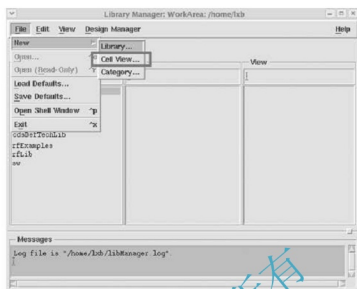 Library Manager: WorkArea: /home/lxb
File Edit View Design Manager Help
New
Library...
Open... ^o
Cell View...
View
Open (Read-Only) ^r
Category...
Load Defaults...
Save Defaults...
Open Shell Window ^p
Exit ^x
cdsDefTechLib
rfExamples
rfLib
sw
Messages
Log file is "/home/lxb/libManager.log".